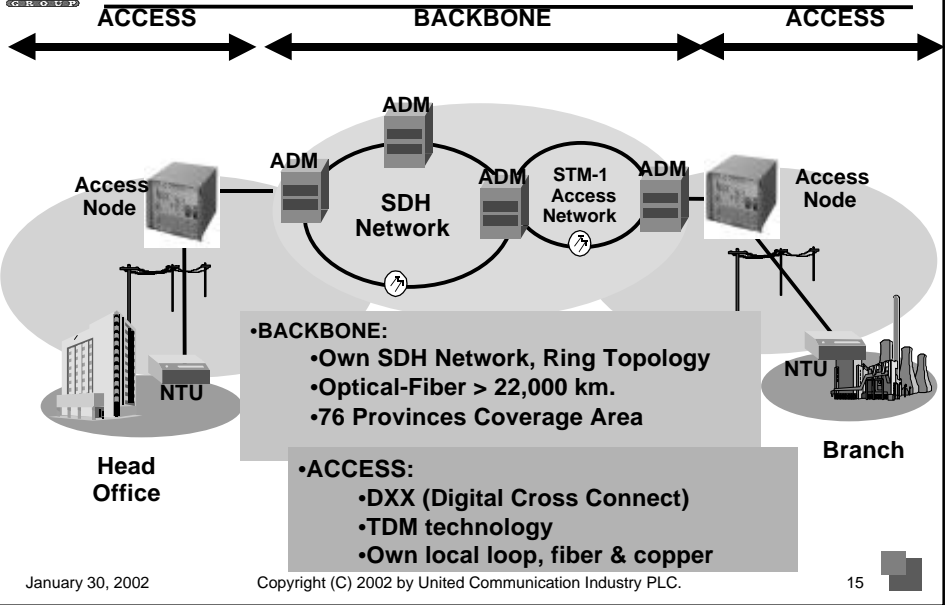 GROUP
ACCESS
BACKBONE
ACCESS
ADM
ADM
ADM
ADM
Access
Node
SDH
Network
STM-1
Access
Network
Access
Node
NTU
NTU
Head
Office
Branch
•BACKBONE:
•Own SDH Network, Ring Topology
•Optical-Fiber > 22,000 km.
•76 Provinces Coverage Area
•ACCESS:
•DXX (Digital Cross Connect)
•TDM technology
•Own local loop, fiber & copper
January 30, 2002
Copyright (C) 2002 by United Communication Industry PLC.
15